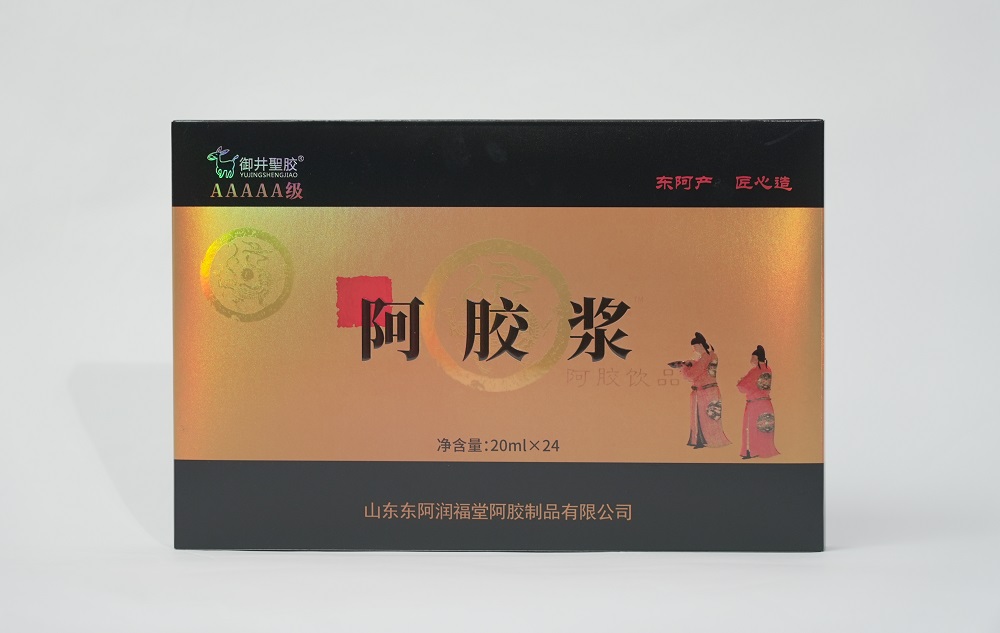 御井聖胶®
YUJINGSHENGJIAO
AAAAA级
东阿产 匠心造
阿胶浆
阿胶饮品
净含量:20ml×24
山东东阿润福堂阿胶制品有限公司